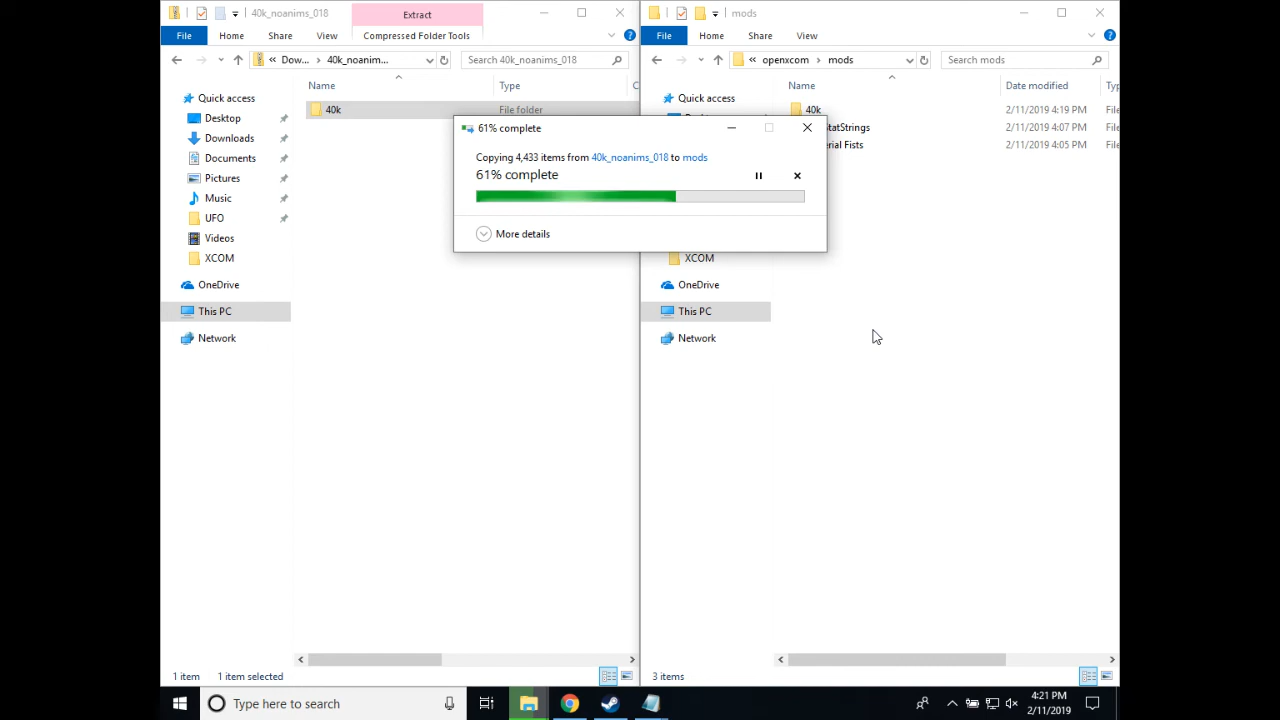 40k_noanims_018
Extract
File
Home
Share
View
Compressed Folder Tools
Dow...
40k_noanim...
Search 40k_noanims_018
Quick access
Desktop
Downloads
Documents
Pictures
Music
UFO
Videos
XCOM
OneDrive
This PC
Network
Name
Type
40k
File folder
1 item
1 item selected
61% complete
Copying 4,433 items from 40k_noanims_018 to mods
61% complete
More details
mods
File
Home
Share
View
openxcom
mods
Search mods
Quick access
XCOM
OneDrive
This PC
Network
Name
Date modified
40k
2/11/2019 4:19 PM
StatStrings
2/11/2019 4:07 PM
Fists
2/11/2019 4:05 PM
3 items
Type here to search
4:21 PM
2/11/2019